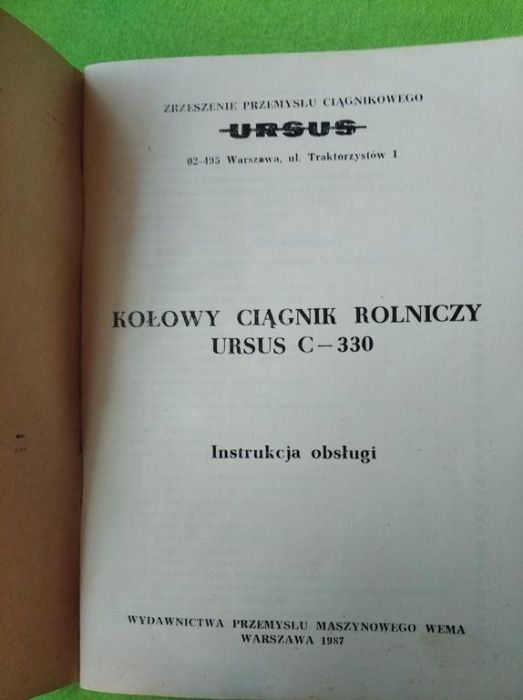 ZRZESZENIE PRZEMYSŁU CIĄGNIKOWEGO
URSUS
02-495 Warszawa, ul. Traktorzystów 1
KOŁOWY CIĄGNIK ROLNICZY
URSUS C—330
Instrukcja obsługi
WYDAWNICTWA PRZEMYSŁU MASZYNOWEGO WEMA
WARSZAWA 1987